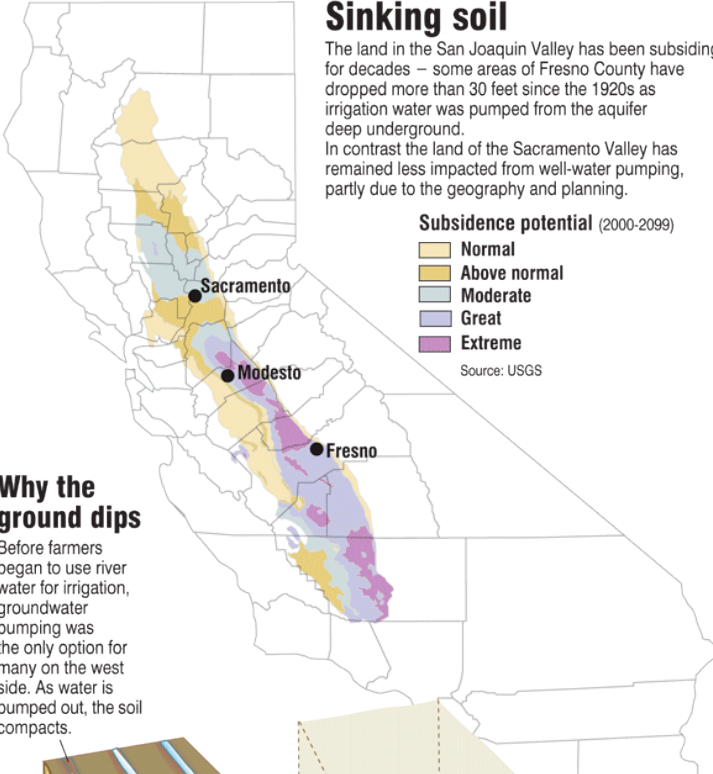 Sinking soil
The land in the San Joaquin Valley has been subsiding
for decades – some areas of Fresno County have
dropped more than 30 feet since the 1920s as
irrigation water was pumped from the aquifer
deep underground.
In contrast the land of the Sacramento Valley has
remained less impacted from well-water pumping,
partly due to the geography and planning.
Subsidence potential (2000-2099)
Normal
Above normal
Moderate
Great
Extreme
Source: USGS
Sacramento
Modesto
Fresno
Why the
ground dips
Before farmers
began to use river
water for irrigation,
groundwater
pumping was
the only option for
many on the west
side. As water is
pumped out, the soil
compacts.